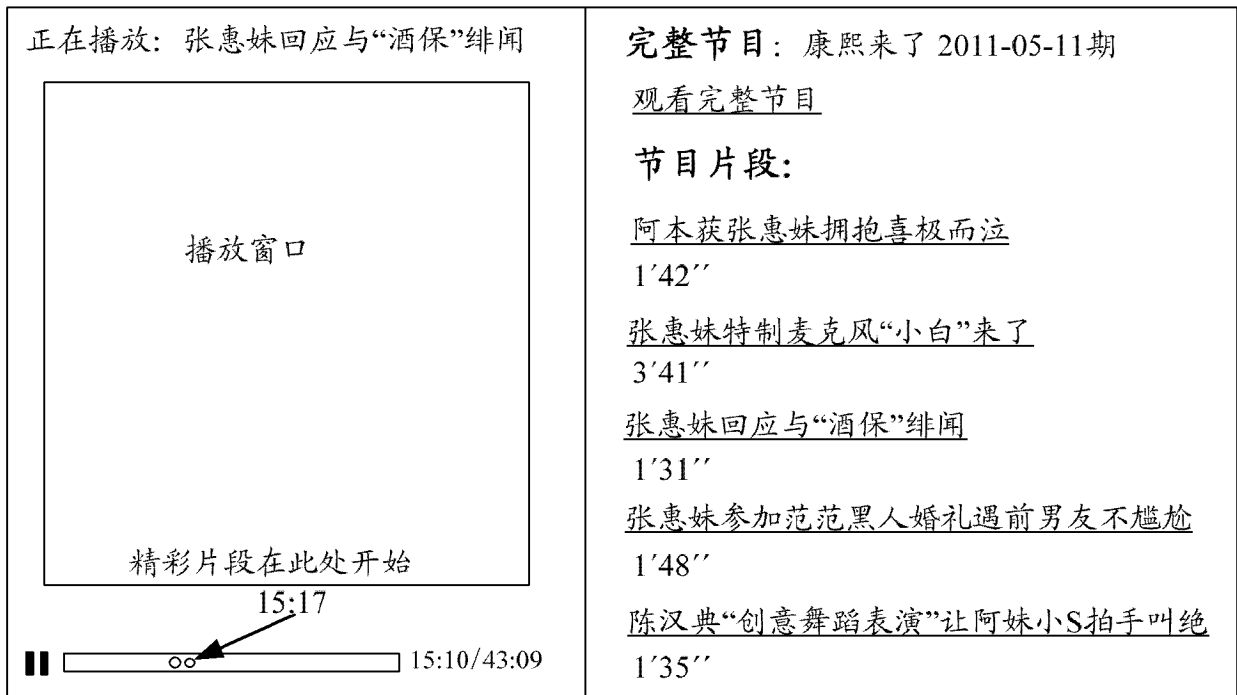 正在播放：张惠妹回应与“酒保”绯闻
播放窗口
精彩片段在此处开始
15:17
15:10/43:09
完整节目：康熙来了 2011-05-11期
观看完整节目
节目片段：
阿本获张惠妹拥抱喜极而泣
1′42′′
张惠妹特制麦克风“小白”来了
3′41′′
张惠妹回应与“酒保”绯闻
1′31′′
张惠妹参加范范黑人婚礼遇前男友不尴尬
1′48′′
陈汉典“创意舞蹈表演”让阿妹小S拍手叫绝
1′35′′